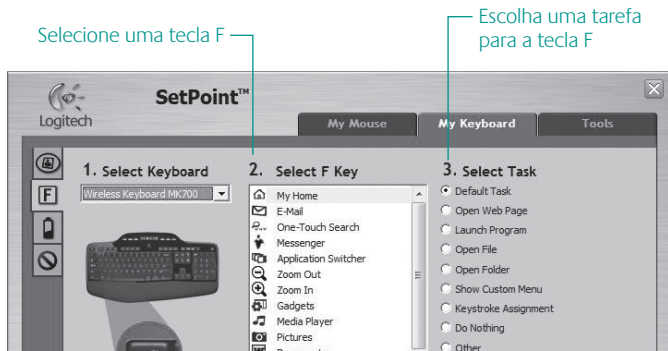 Selecione uma tecla F
Escolha uma tarefa
para a tecla F
Logitech
SetPoint™
My Mouse
My Keyboard
Tools
1. Select Keyboard
Wireless Keyboard MK700
F
2. Select F Key
My Home
E-Mail
One-Touch Search
Messenger
Application Switcher
Zoom Out
Zoom In
Gadgets
Media Player
Pictures
3. Select Task
Default Task
Open Web Page
Launch Program
Open File
Open Folder
Show Custom Menu
Keystroke Assignment
Do Nothing
Other